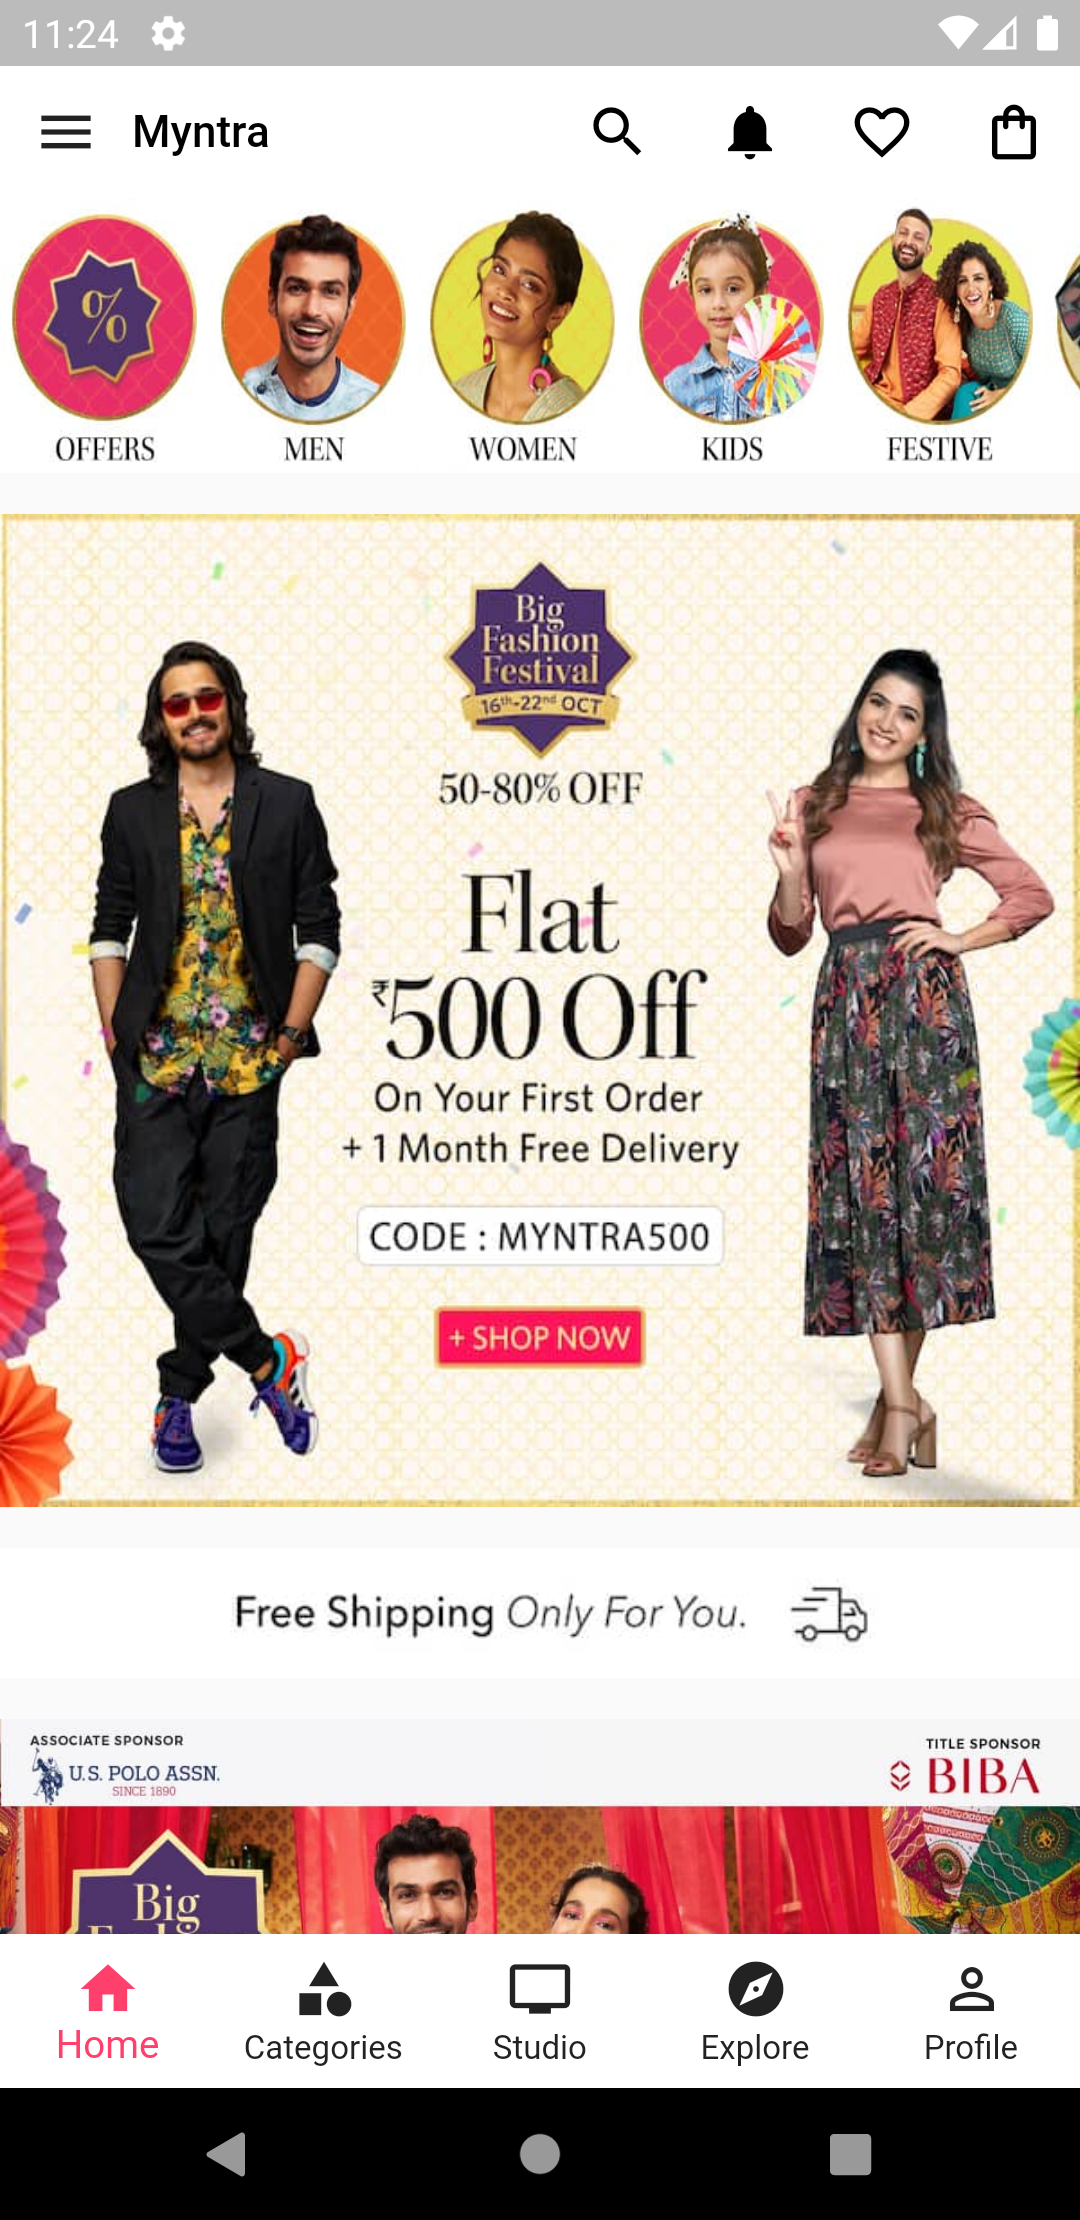 11:24
Myntra
%
OFFERS
MEN
WOMEN
KIDS
FESTIVE
Big
Fashion
Festival
16th-22nd OCT
50-80% OFF
Flat
₹500 Off
On Your First Order
+ 1 Month Free Delivery
CODE : MYNTRA500
+ SHOP NOW
Free Shipping Only For You.
ASSOCIATE SPONSOR
U.S. POLO ASSN.
SINCE 1890
TITLE SPONSOR
BIBA
Big
Home
Categories
Studio
Explore
Profile